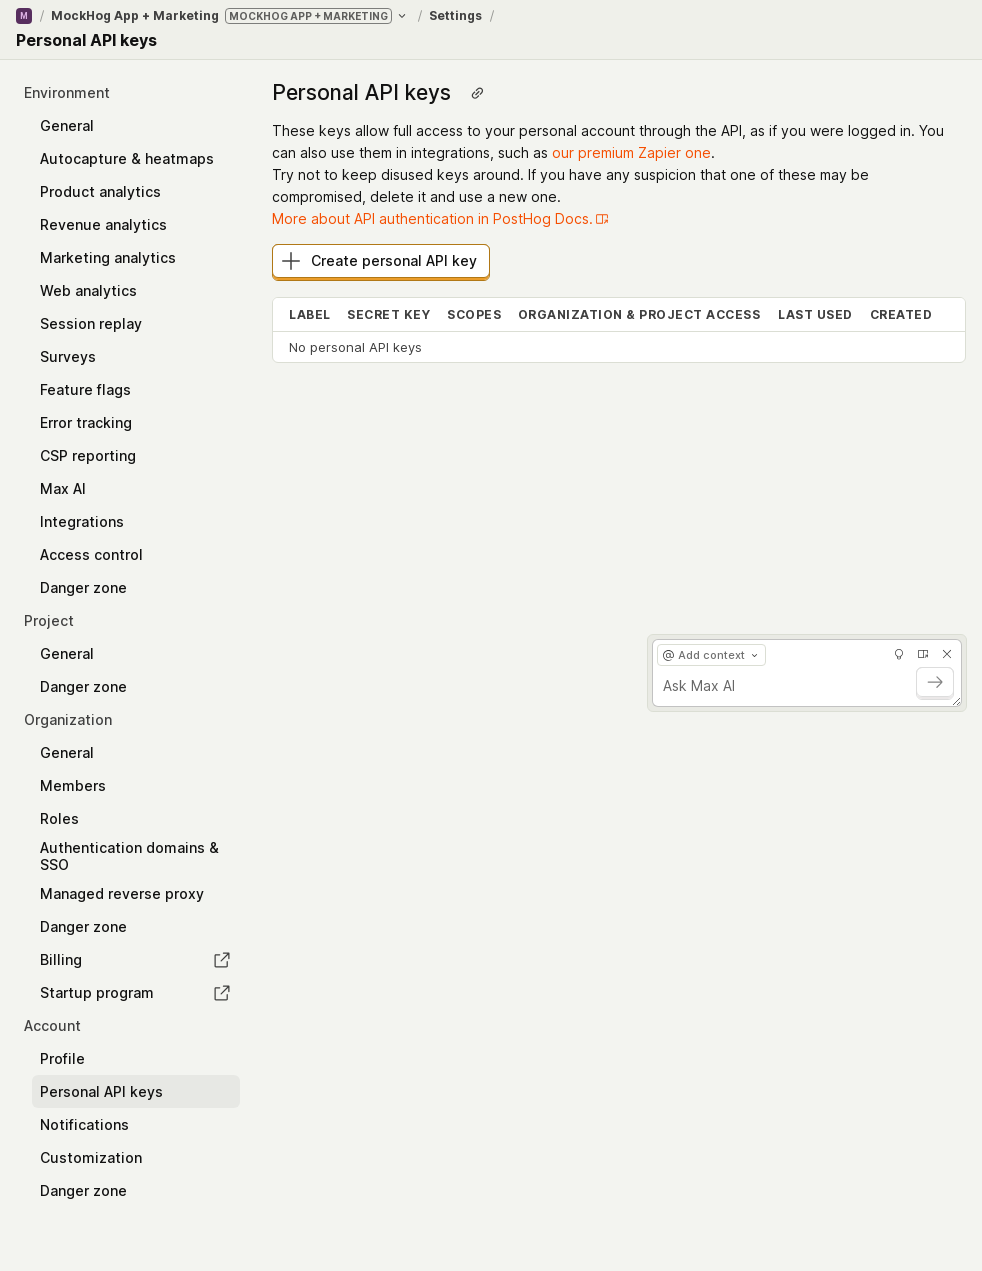 M / MockHog App + Marketing MOCKHOG APP + MARKETING / Settings /
Personal API keys
Environment
General
Autocapture & heatmaps
Product analytics
Revenue analytics
Marketing analytics
Web analytics
Session replay
Surveys
Feature flags
Error tracking
CSP reporting
Max AI
Integrations
Access control
Danger zone
Project
General
Danger zone
Organization
General
Members
Roles
Authentication domains &
SSO
Managed reverse proxy
Danger zone
Billing
Startup program
Account
Profile
Personal API keys
Notifications
Customization
Danger zone
Personal API keys
These keys allow full access to your personal account through the API, as if you were logged in. You
can also use them in integrations, such as our premium Zapier one.
Try not to keep disused keys around. If you have any suspicion that one of these may be
compromised, delete it and use a new one.
More about API authentication in PostHog Docs.
Create personal API key
LABEL SECRET KEY SCOPES ORGANIZATION & PROJECT ACCESS LAST USED CREATED
No personal API keys
@ Add context
Ask Max AI